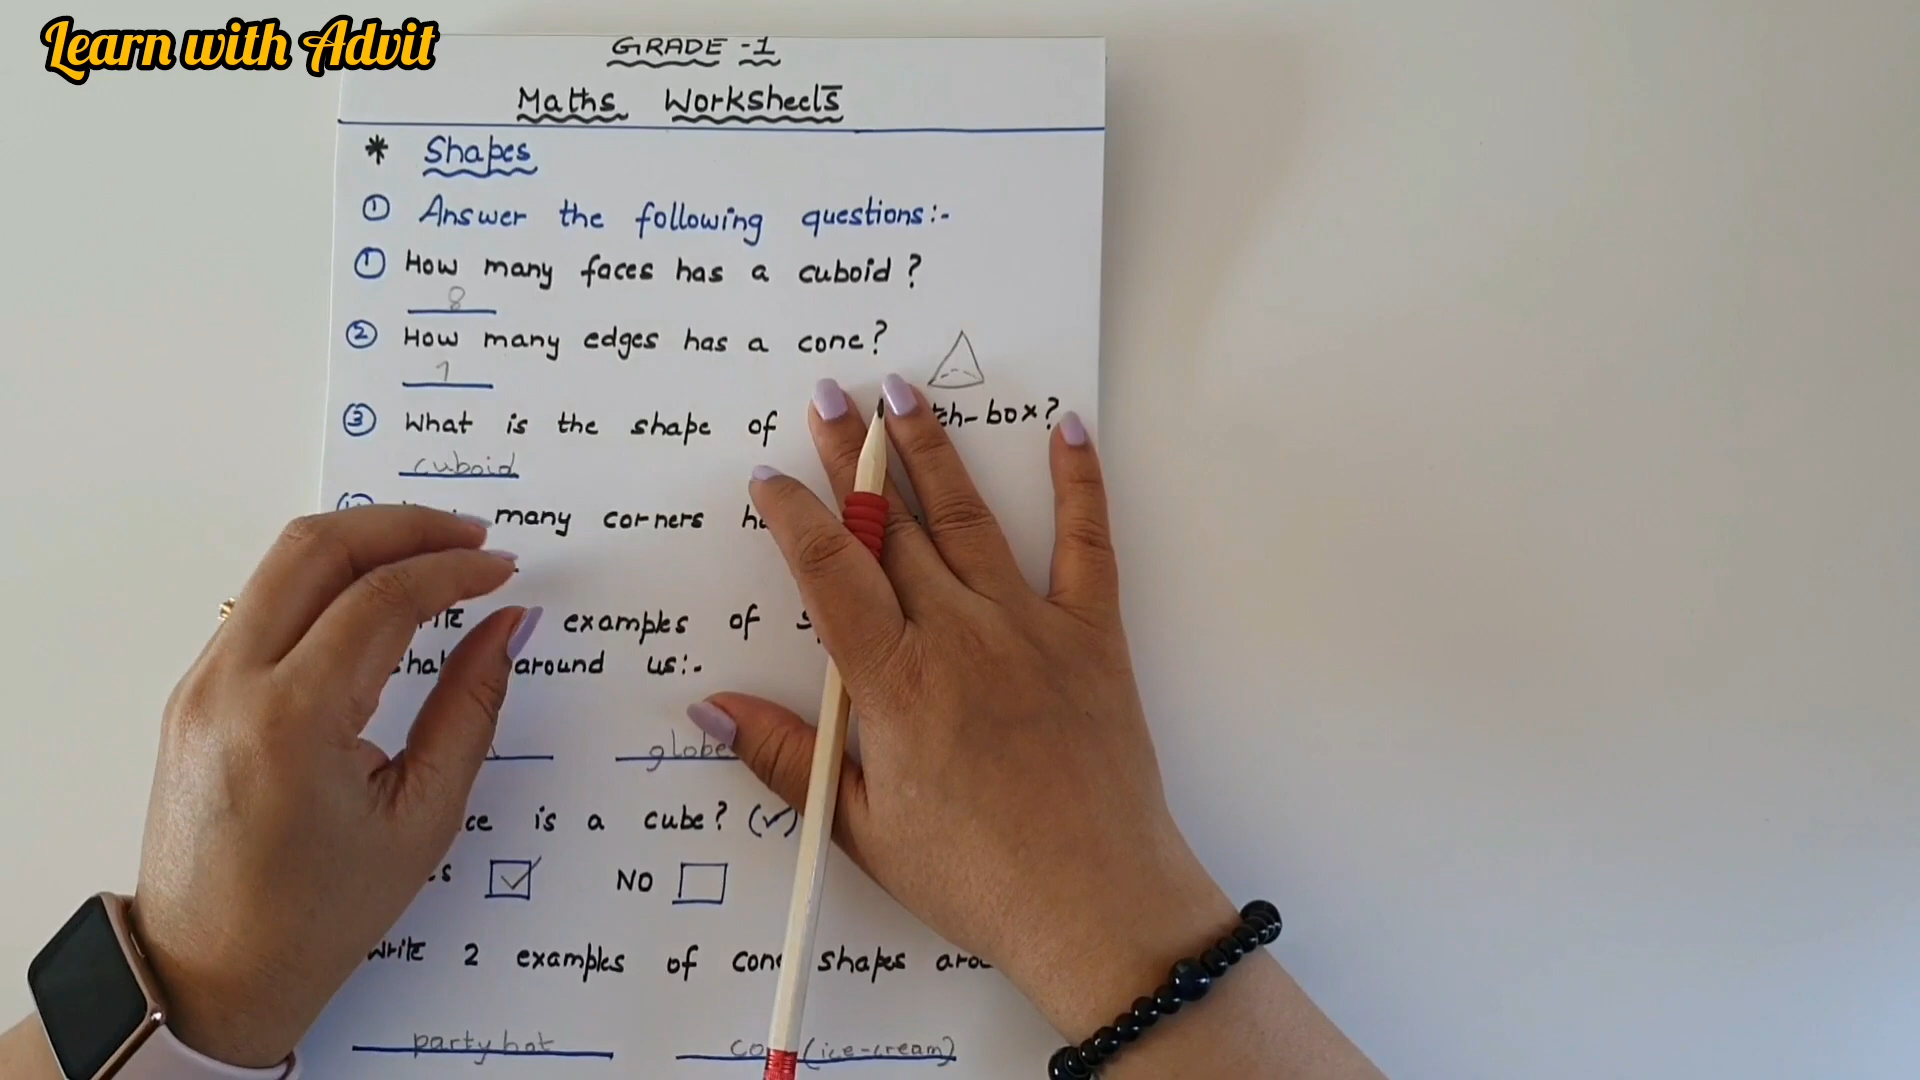 Learn with Advit
GRADE -1
Maths Worksheets
* Shapes
① Answer the following questions:-
① How many faces has a cuboid?
8
② How many edges has a cone?
1
③ What is the shape of tch-box?
cuboid
many corners
examples of
around us:-
globe
ce is a cube? (✓)
s ☑ NO ☐
Write 2 examples of cone shapes
party hat (ice-cream)